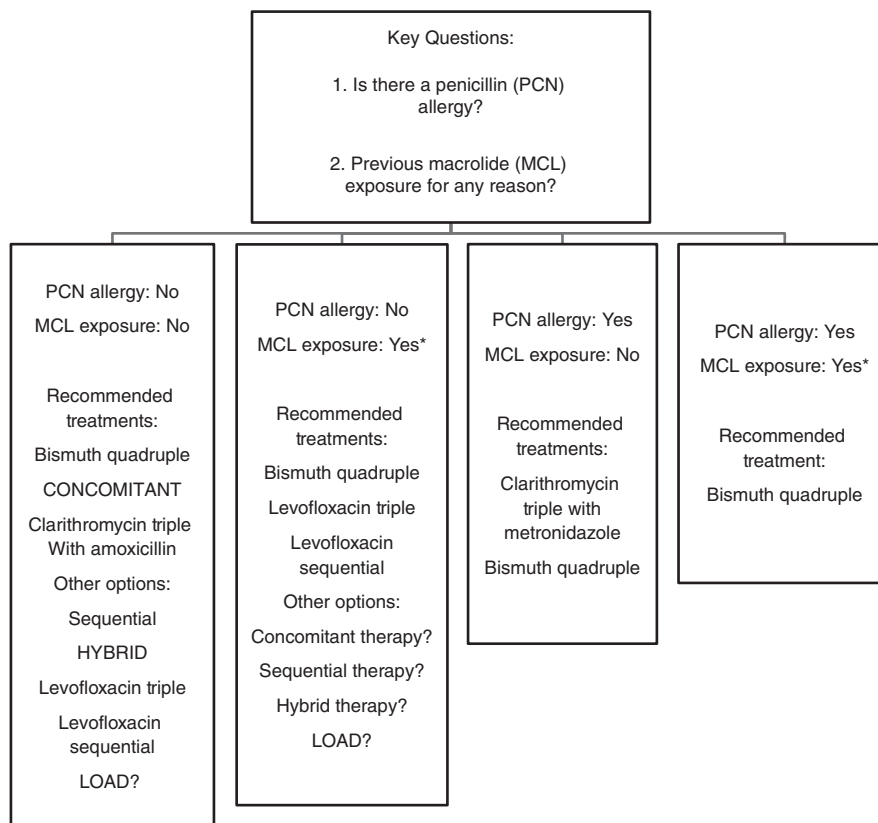 Key Questions:
1. Is there a penicillin (PCN)
allergy?
2. Previous macrolide (MCL)
exposure for any reason?
PCN allergy: No
MCL exposure: No
Recommended
treatments:
Bismuth quadruple
CONCOMITANT
Clarithromycin triple
With amoxicillin
Other options:
Sequential
HYBRID
Levofloxacin triple
Levofloxacin
sequential
LOAD?
PCN allergy: No
MCL exposure: Yes*
Recommended
treatments:
Bismuth quadruple
Levofloxacin triple
Levofloxacin
sequential
Other options:
Concomitant therapy?
Sequential therapy?
Hybrid therapy?
LOAD?
PCN allergy: Yes
MCL exposure: No
Recommended
treatments:
Clarithromycin
triple with
metronidazole
Bismuth quadruple
PCN allergy: Yes
MCL exposure: Yes*
Recommended
treatment:
Bismuth quadruple